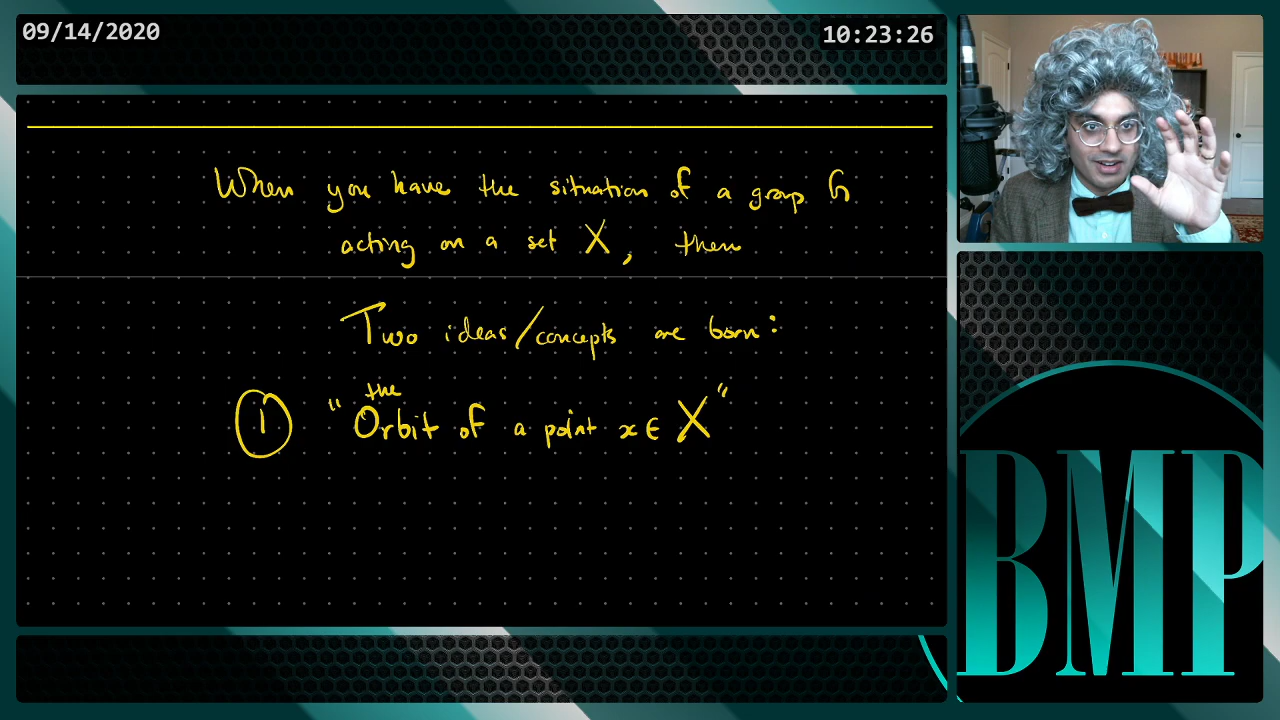 09/14/2020
10:23:26
When you have the situation of a group G
acting on a set X, then
Two ideas/concepts are born:
① "the Orbit of a point x ∈ X"
BMP